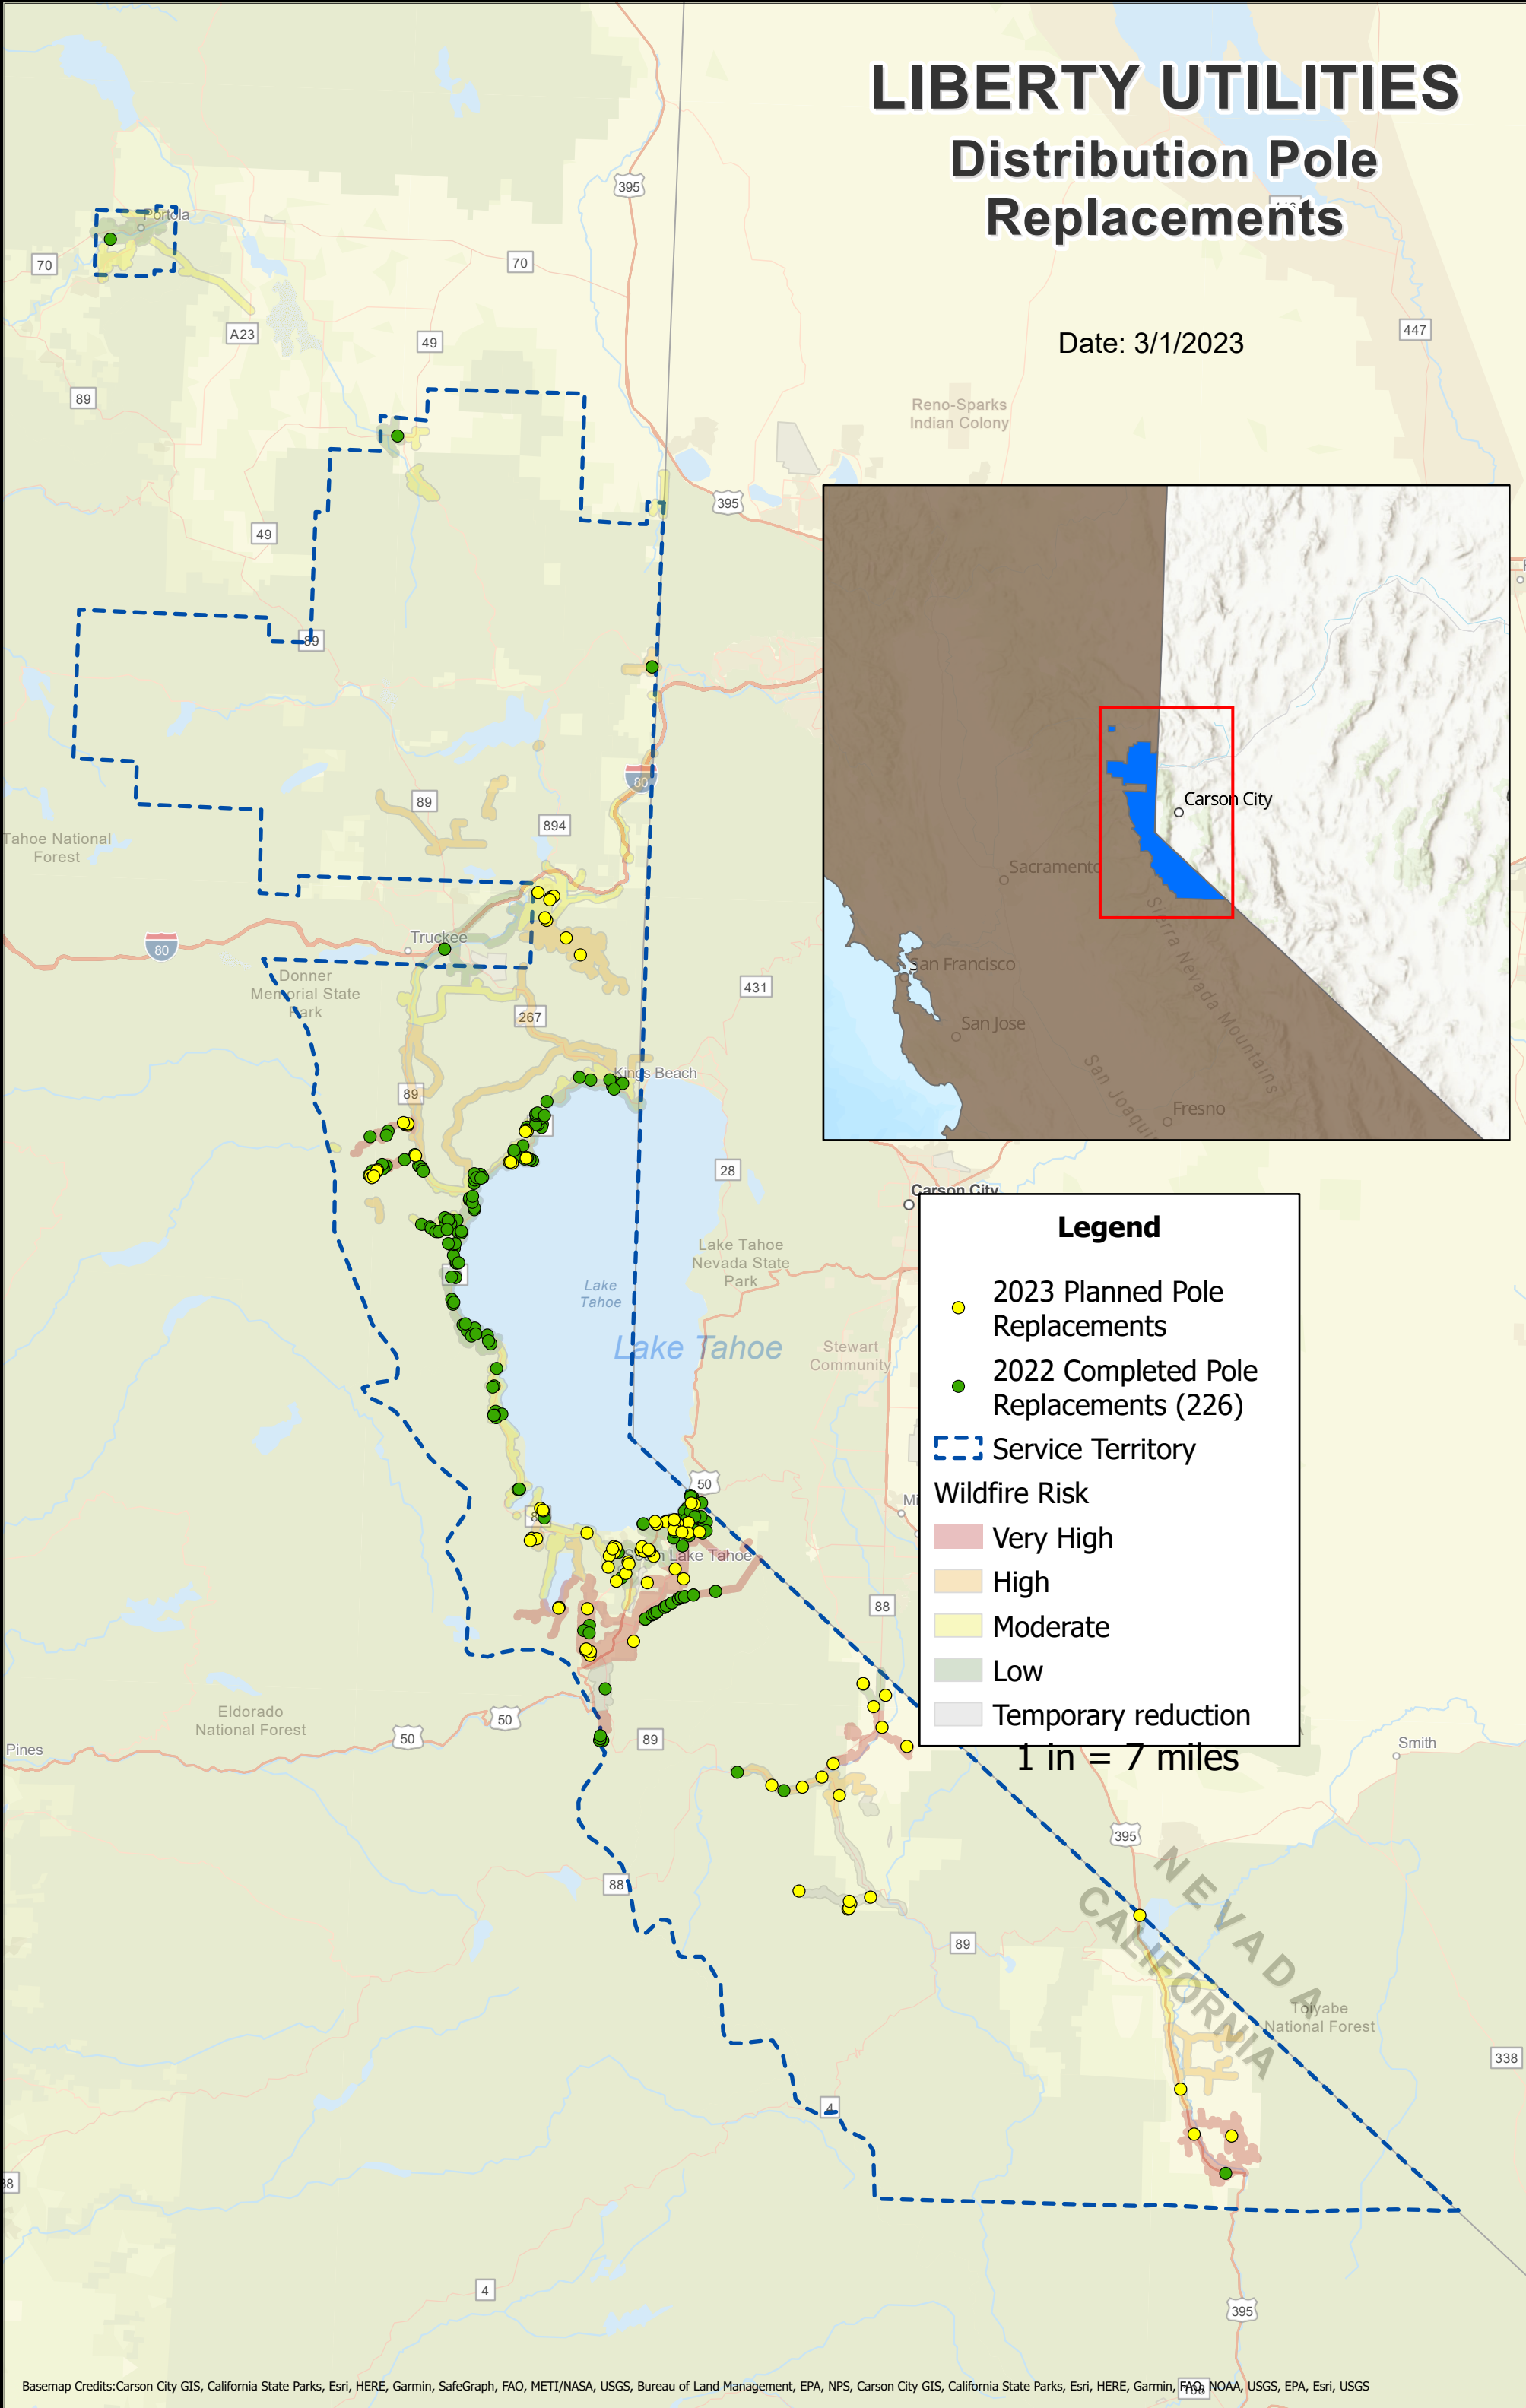 LIBERTY UTILITIES
Distribution Pole
Replacements
Date: 3/1/2023
395
Portola
70
70
A23
49
447
89
Reno-Sparks
Indian Colony
395
49
89
80
89
894
Tahoe National
Forest
Carson City
Sacramento
Sierra Nevada Mountains
San Francisco
San Jose
San Joaquin
Fresno
Truckee
80
Donner
Memorial State
Park
431
267
Kings Beach
89
28
Carson City
Lake Tahoe
Nevada State
Park
Lake
Tahoe
Lake Tahoe
Stewart
Community
Legend
2023 Planned Pole
Replacements
2022 Completed Pole
Replacements (226)
Service Territory
Wildfire Risk
Very High
High
Moderate
Low
Temporary reduction
1 in = 7 miles
50
Lake Tahoe
88
Eldorado
National Forest
50
50
89
Pines
Smith
395
88
NEVADA
CALIFORNIA
89
Toiyabe
National Forest
338
4
4
395
Basemap Credits:Carson City GIS, California State Parks, Esri, HERE, Garmin, SafeGraph, FAO, METI/NASA, USGS, Bureau of Land Management, EPA, NPS, Carson City GIS, California State Parks, Esri, HERE, Garmin, FAO, NOAA, USGS, EPA, Esri, USGS